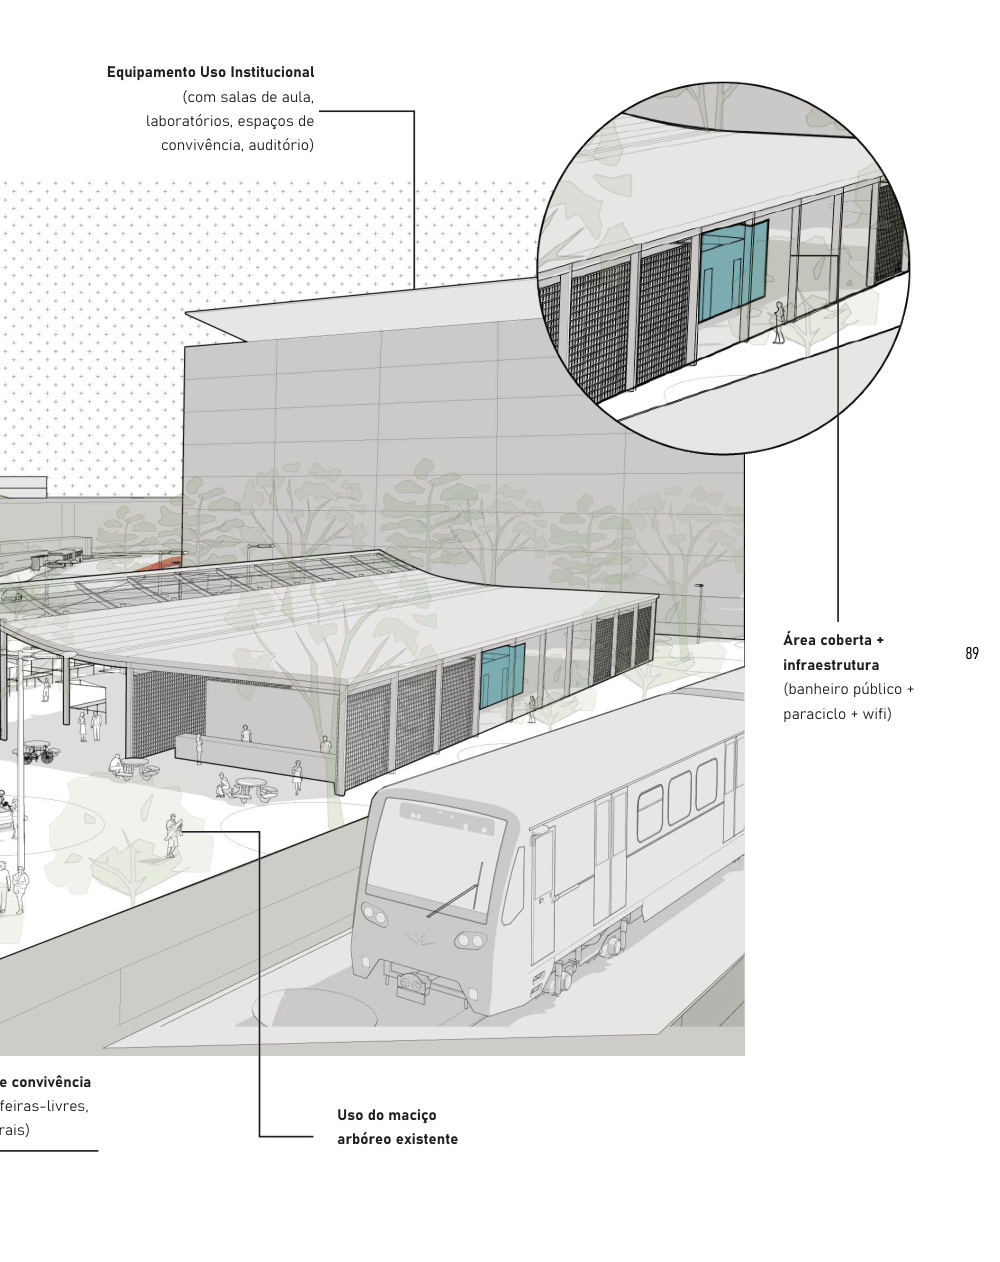 Equipamento Uso Institucional
(com salas de aula,
laboratórios, espaços de
convivência, auditório)
Área coberta +
infraestrutura
(banheiro público +
paraciclo + wifi)
89
e convivência
feiras-livres,
rais)
Uso do maciço
arbóreo existente